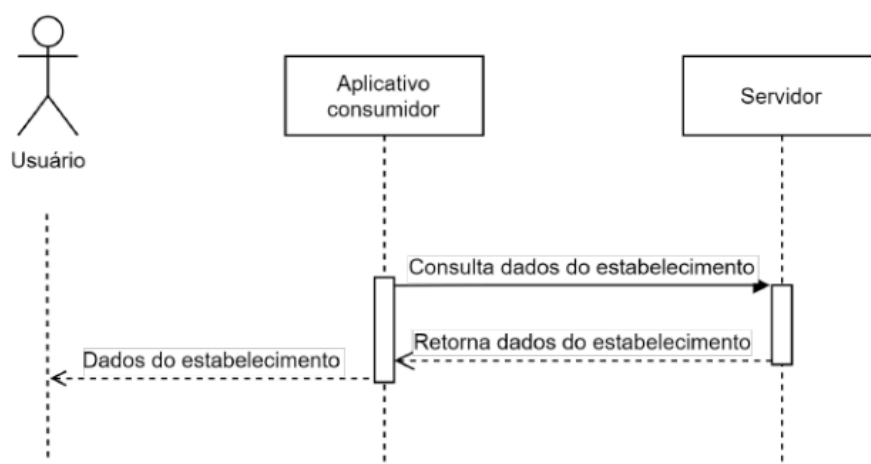 Usuário
Aplicativo
consumidor
Servidor
Consulta dados do estabelecimento
Retorna dados do estabelecimento
Dados do estabelecimento